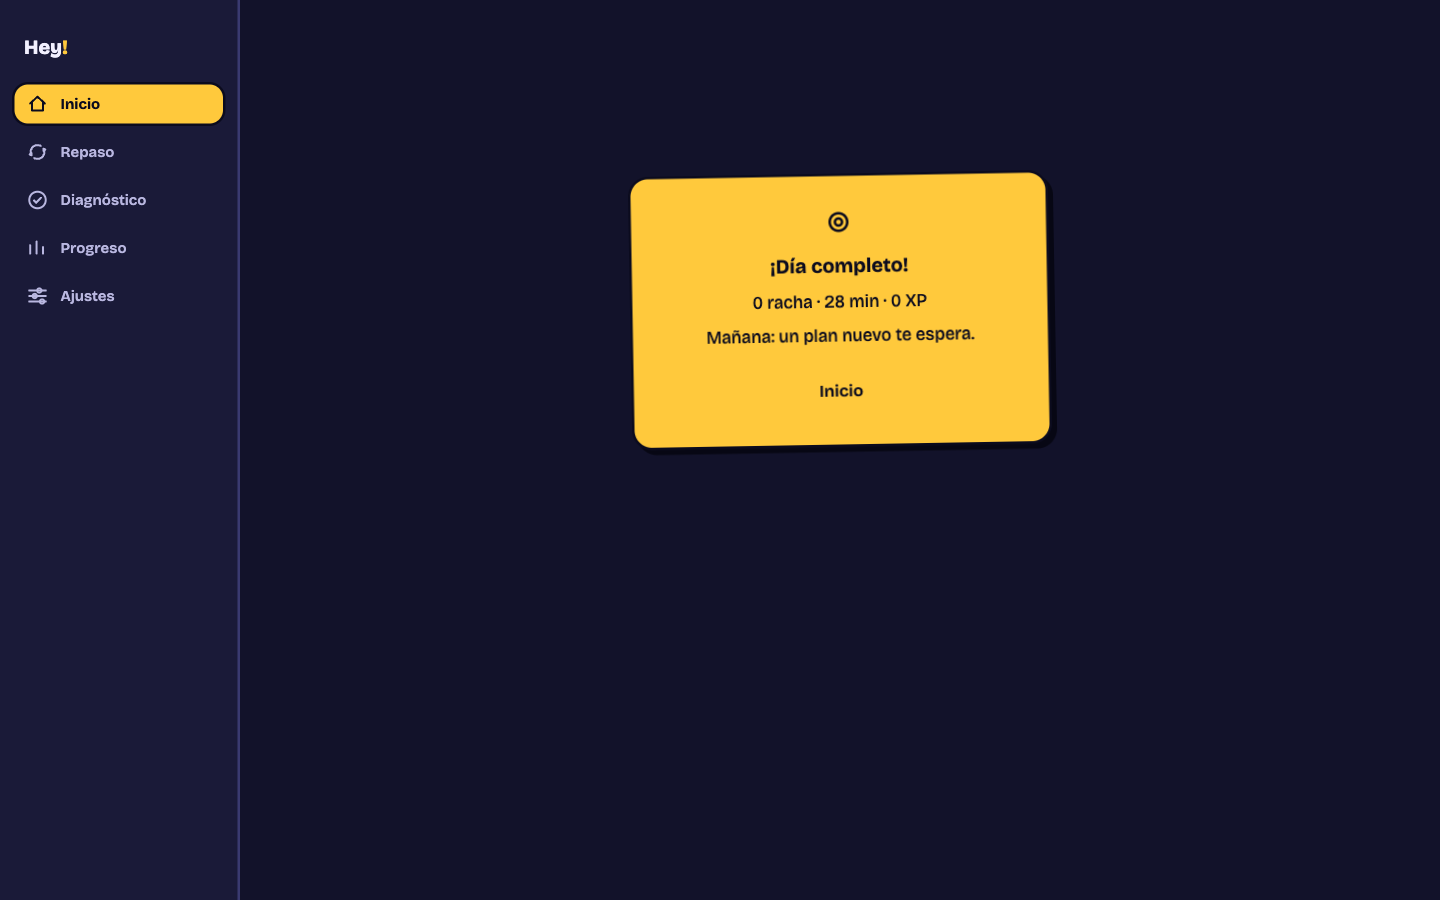 Hey!
Inicio
Repaso
Diagnóstico
Progreso
Ajustes
¡Día completo!
0 racha · 28 min · 0 XP
Mañana: un plan nuevo te espera.
Inicio